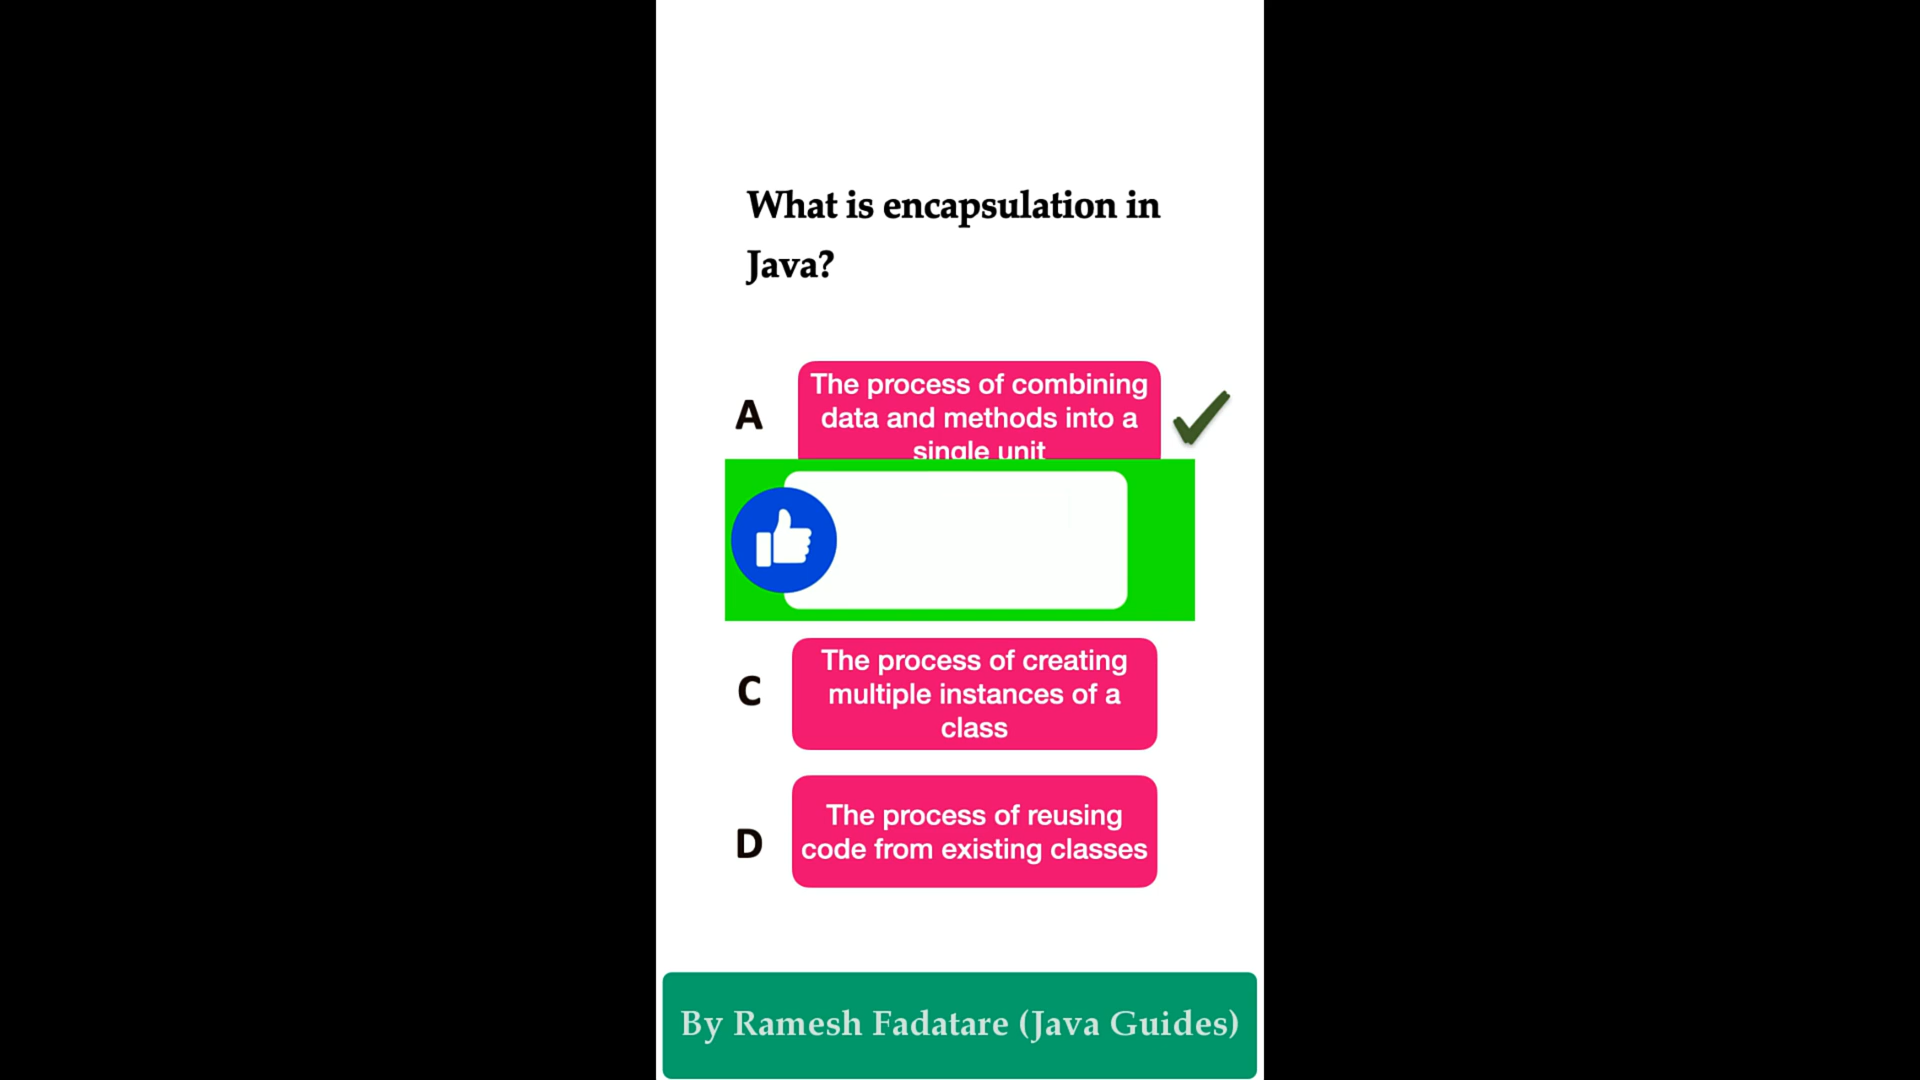 What is encapsulation in
Java?
A
The process of combining
data and methods into a
single unit
C
The process of creating
multiple instances of a
class
D
The process of reusing
code from existing classes
By Ramesh Fadatare (Java Guides)